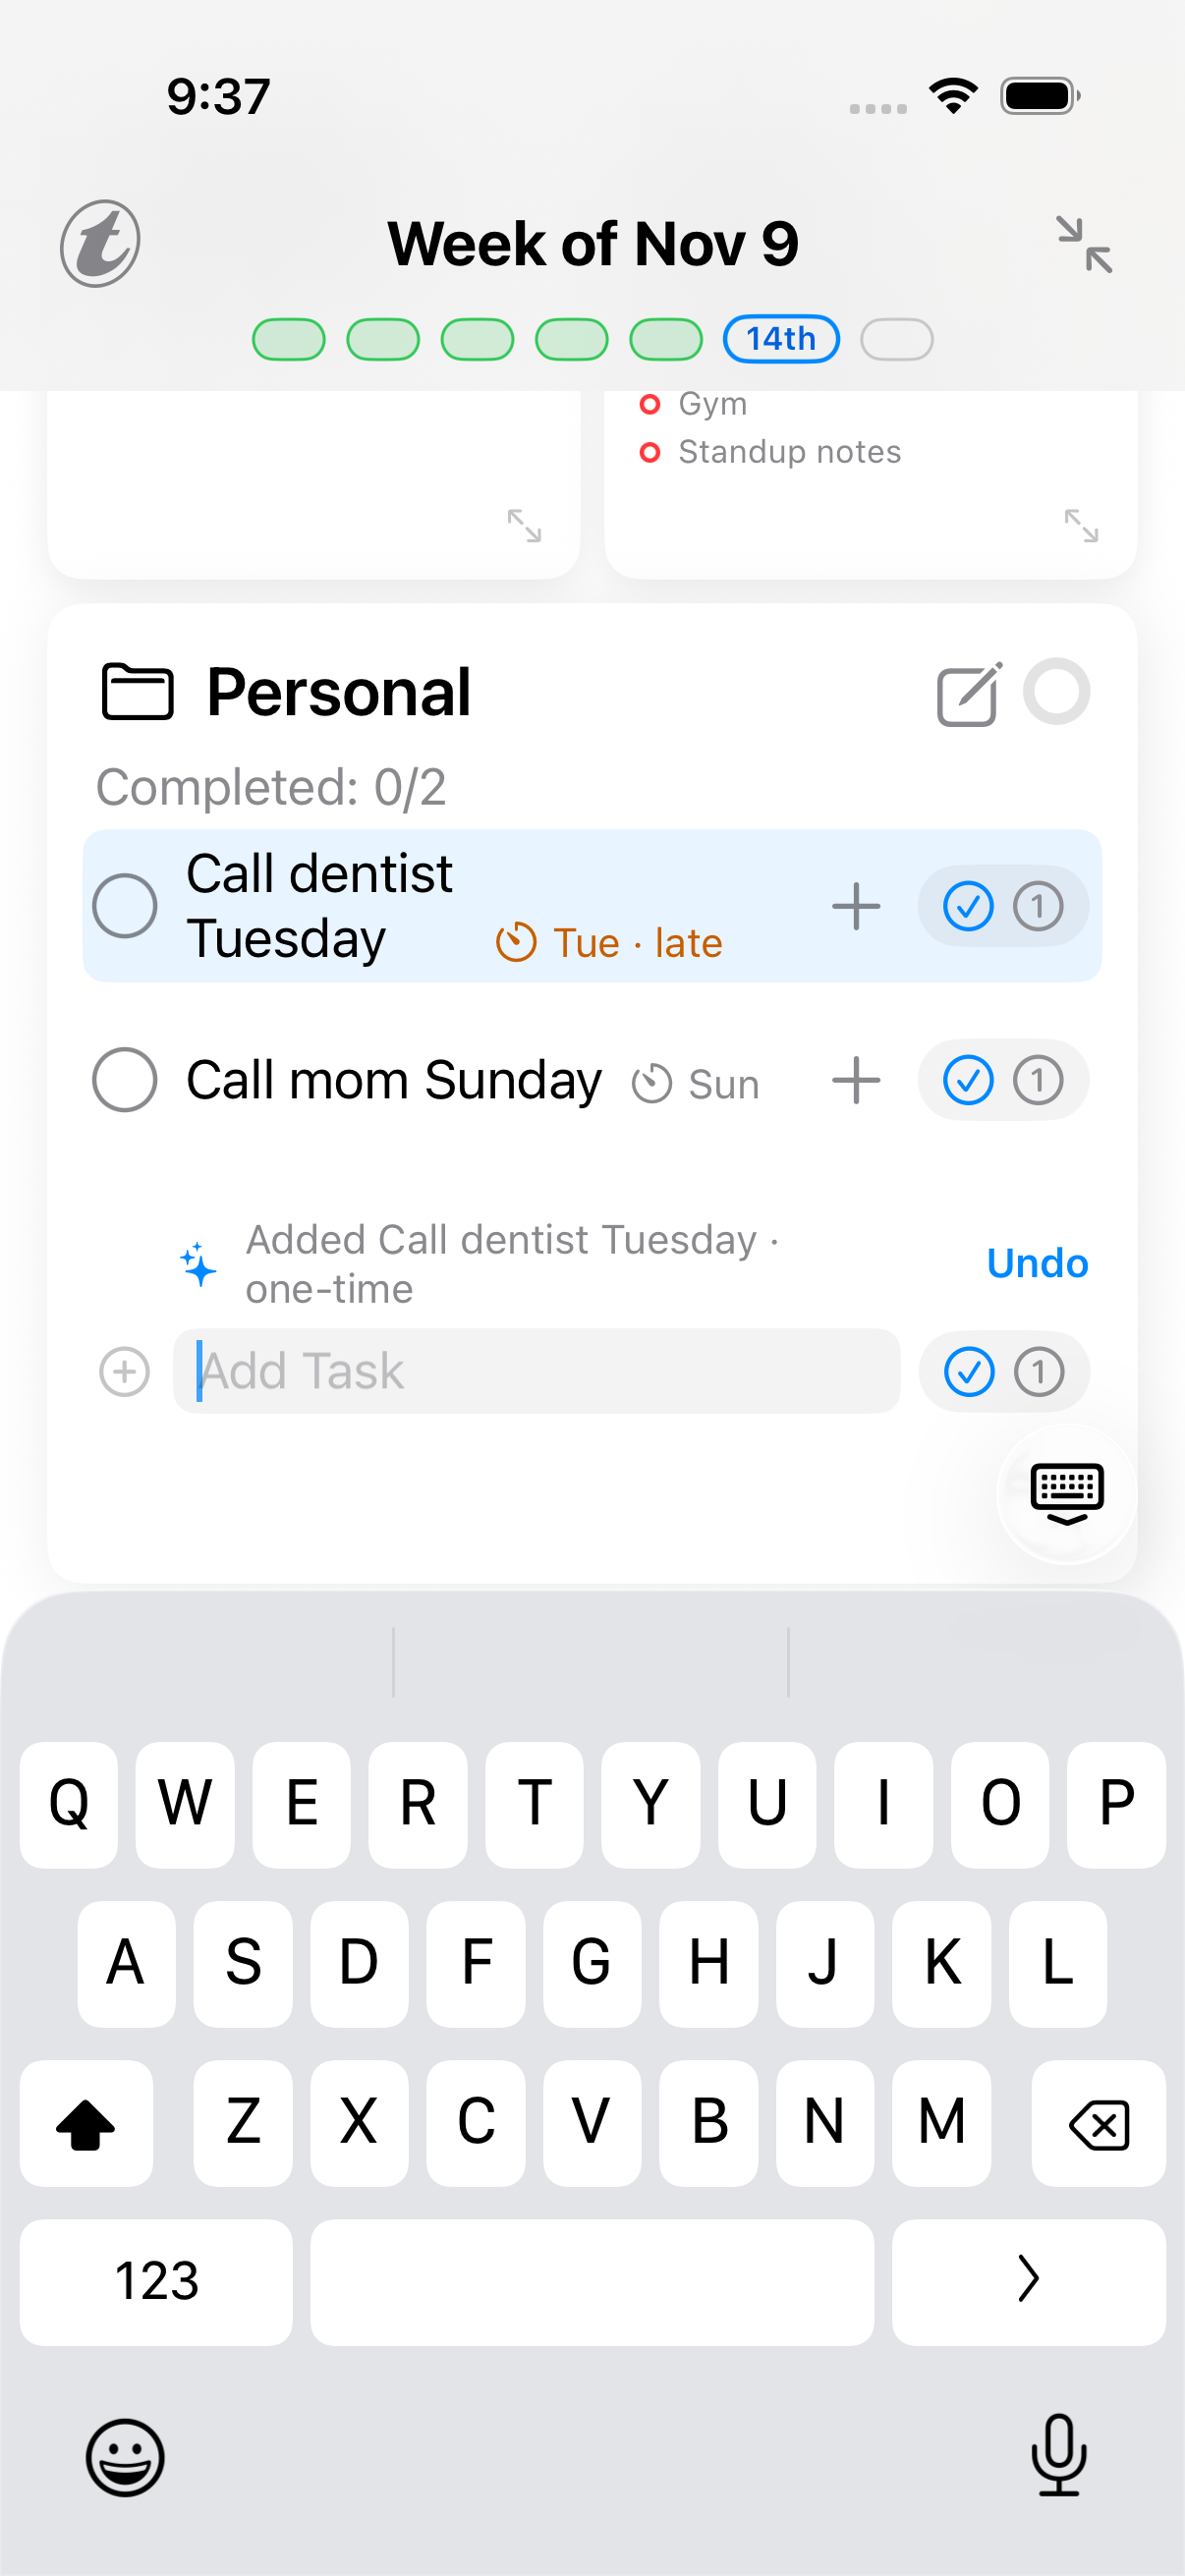 9:37
t
Week of Nov 9
14th
Gym
Standup notes
Personal
Completed: 0/2
Call dentist
Tuesday
Tue · late
1
Call mom Sunday
Sun
1
Added Call dentist Tuesday ·
one-time
Undo
Add Task
1
Q W E R T Y U I O P
A S D F G H J K L
Z X C V B N M
123